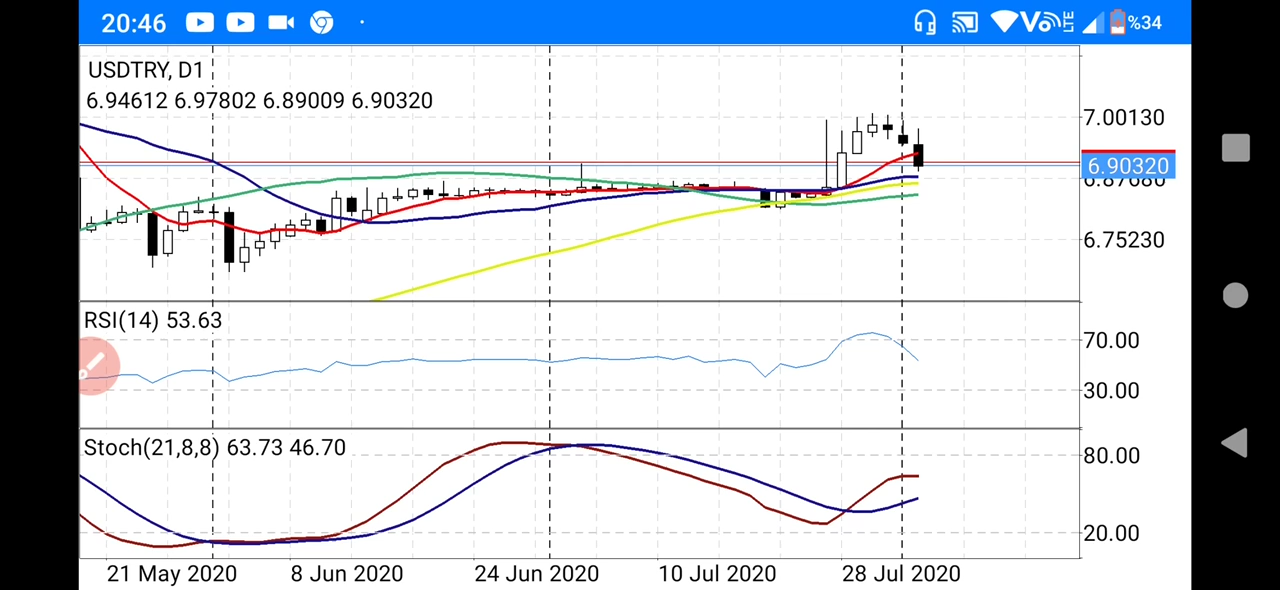 20:46
LTE
%34
USDTRY, D1
6.94612 6.97802 6.89009 6.90320
7.00130
6.90320
6.75230
RSI(14) 53.63
70.00
30.00
Stoch(21,8,8) 63.73 46.70
80.00
20.00
21 May 2020 8 Jun 2020 24 Jun 2020 10 Jul 2020 28 Jul 2020